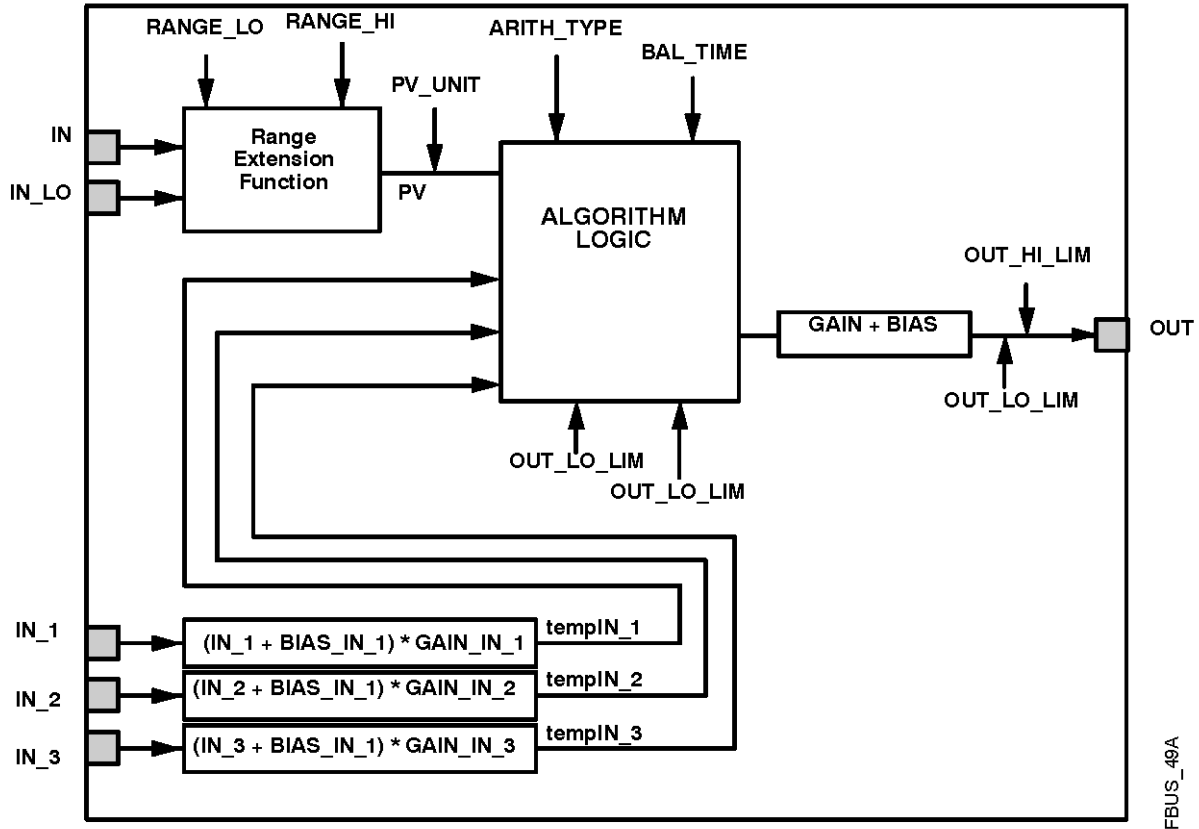 RANGE_LO
RANGE_HI
ARITH_TYPE
BAL_TIME
PV_UNIT
IN
IN_LO
Range
Extension
Function
PV
ALGORITHM
LOGIC
OUT_HI_LIM
GAIN + BIAS
OUT
OUT_LO_LIM
OUT_LO_LIM
OUT_LO_LIM
IN_1
(IN_1 + BIAS_IN_1) * GAIN_IN_1
tempIN_1
IN_2
(IN_2 + BIAS_IN_1) * GAIN_IN_2
tempIN_2
IN_3
(IN_3 + BIAS_IN_1) * GAIN_IN_3
tempIN_3
FBUS_49A